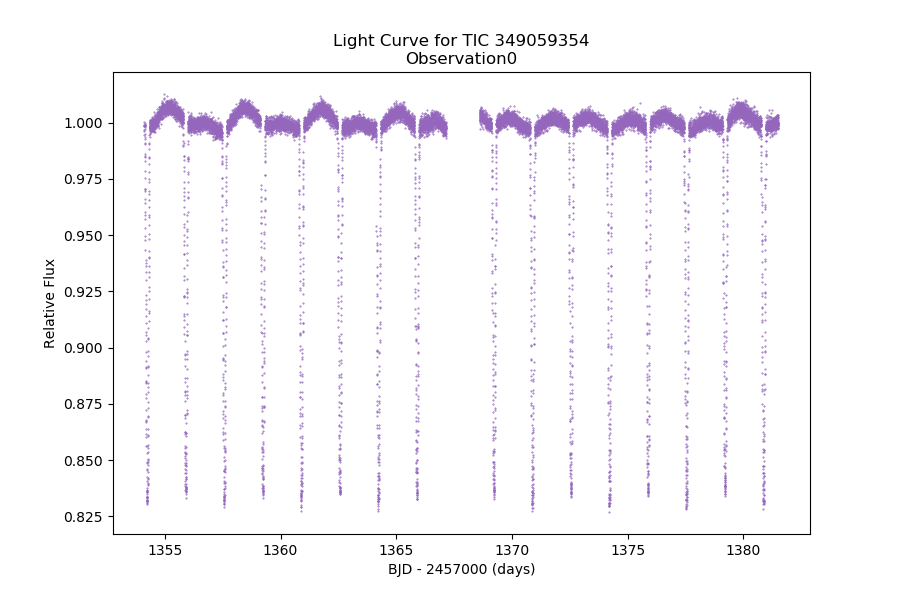 Light Curve for TIC 349059354
Observation0
1.000
0.975
0.950
0.925
0.900
0.875
0.850
0.825
Relative Flux
1355 1360 1365 1370 1375 1380
BJD - 2457000 (days)